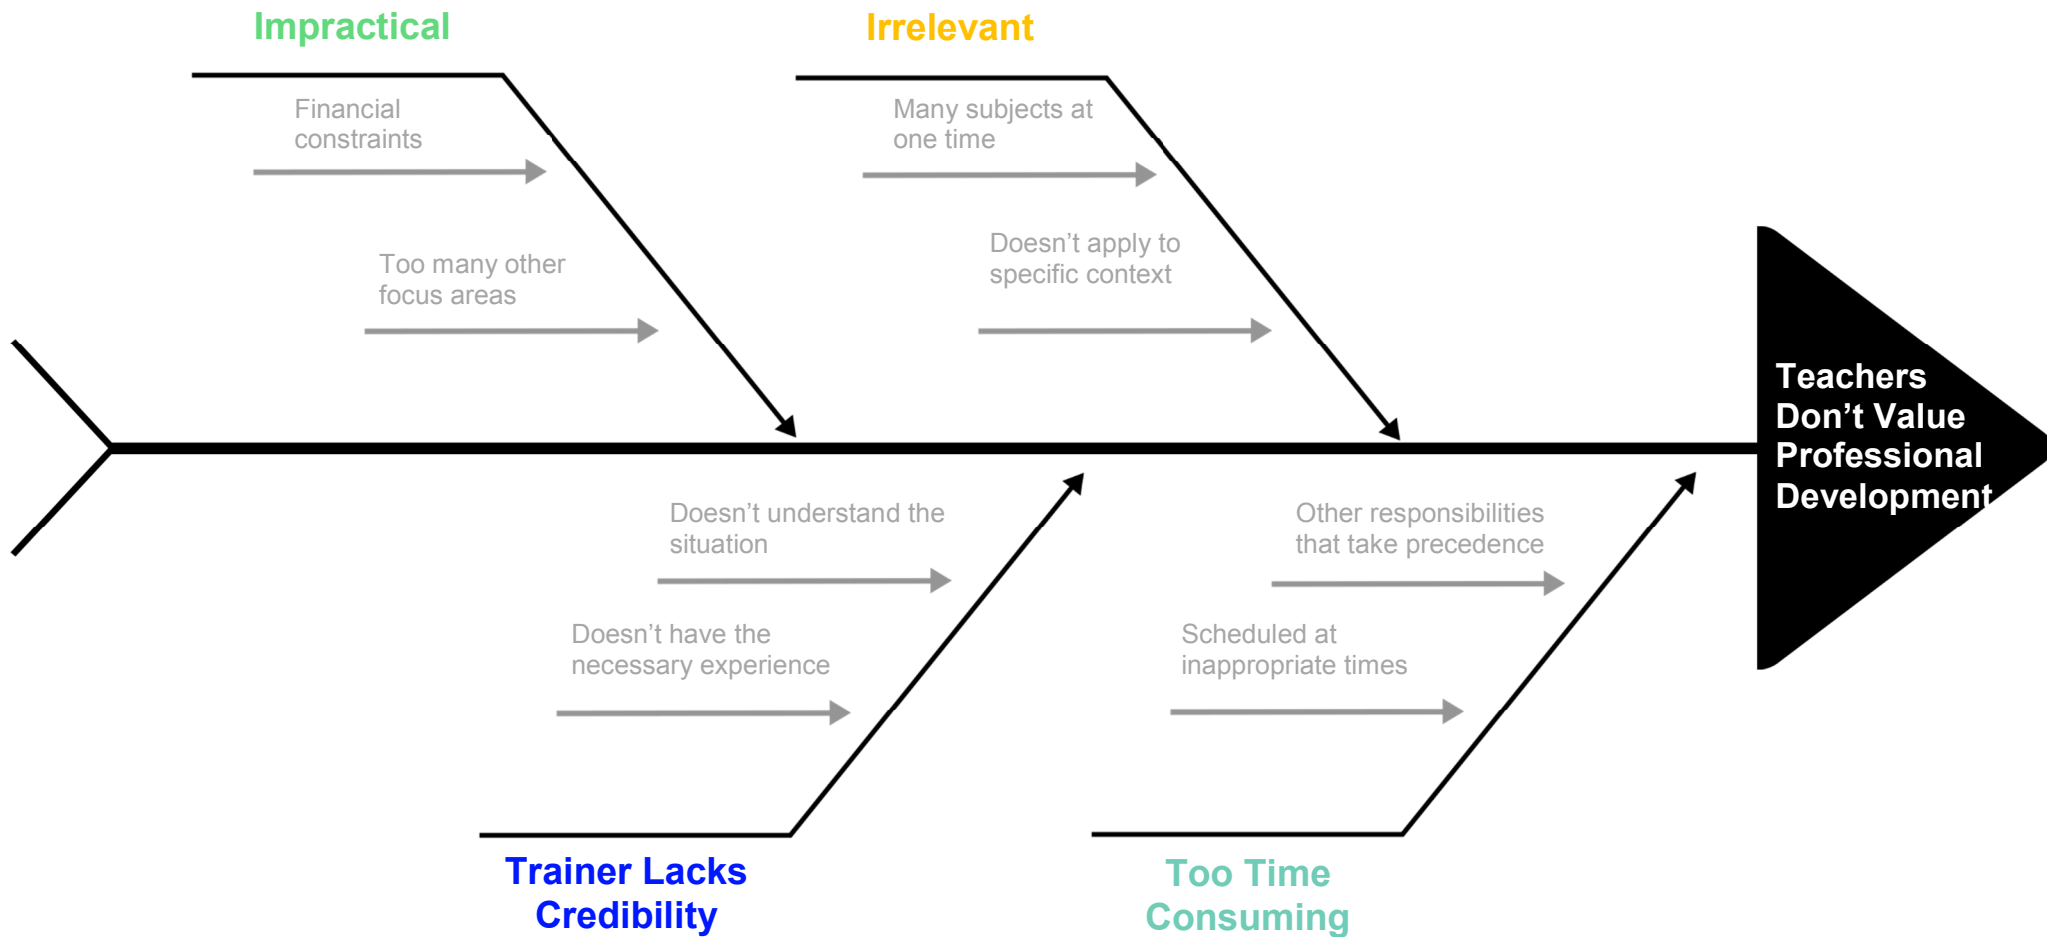 Impractical
Irrelevant
Financial
constraints
Many subjects at
one time
Too many other
focus areas
Doesn’t apply to
specific context
Teachers
Don’t Value
Professional
Development
Doesn’t understand the
situation
Other responsibilities
that take precedence
Doesn’t have the
necessary experience
Scheduled at
inappropriate times
Trainer Lacks
Credibility
Too Time
Consuming